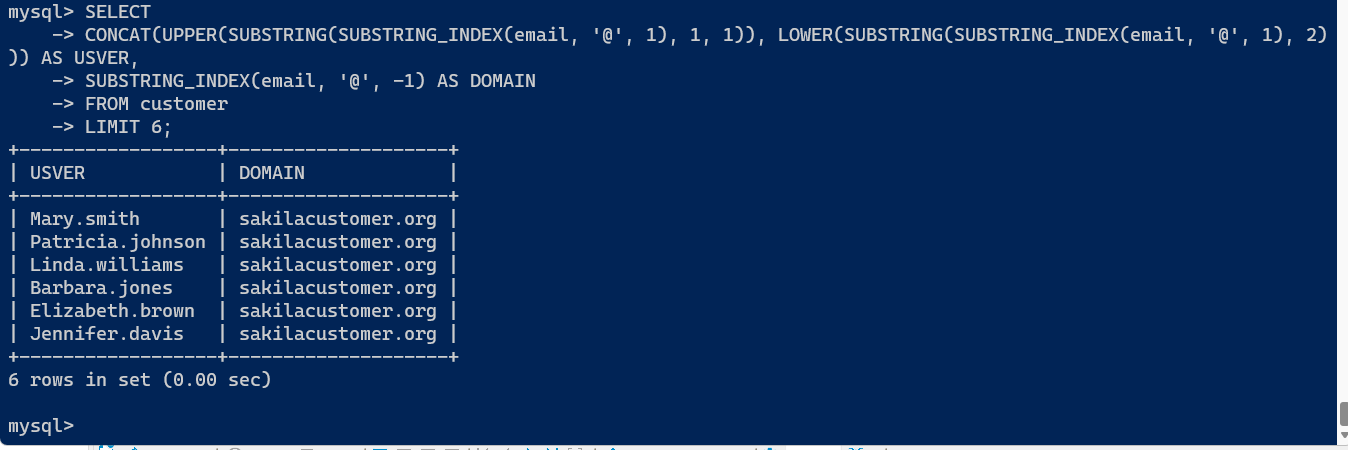 mysql> SELECT
    -> CONCAT(UPPER(SUBSTRING(SUBSTRING_INDEX(email, '@', 1), 1, 1)), LOWER(SUBSTRING(SUBSTRING_INDEX(email, '@', 1), 2)
)) AS USVER,
    -> SUBSTRING_INDEX(email, '@', -1) AS DOMAIN
    -> FROM customer
    -> LIMIT 6;
+------------------+--------------------+
| USVER            | DOMAIN             |
+------------------+--------------------+
| Mary.smith       | sakilacustomer.org |
| Patricia.johnson | sakilacustomer.org |
| Linda.williams   | sakilacustomer.org |
| Barbara.jones    | sakilacustomer.org |
| Elizabeth.brown  | sakilacustomer.org |
| Jennifer.davis   | sakilacustomer.org |
+------------------+--------------------+
6 rows in set (0.00 sec)
mysql>